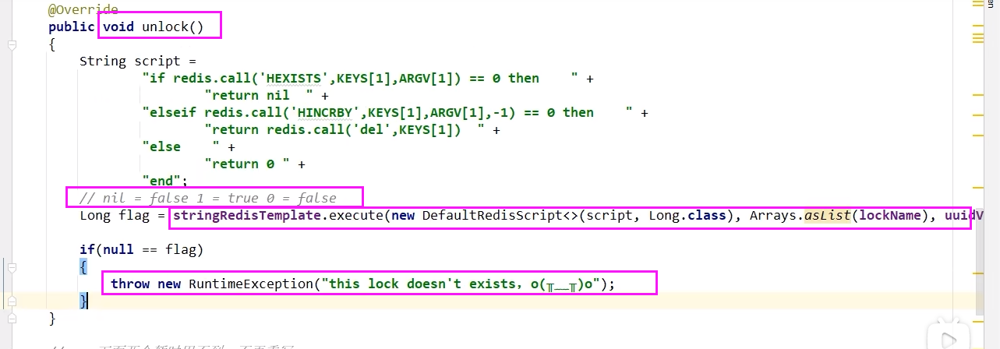 @Override
public void unlock()
{
String script =
"if redis.call('HEXISTS',KEYS[1],ARGV[1]) == 0 then    " +
"return nil  " +
"elseif redis.call('HINCRBY',KEYS[1],ARGV[1],-1) == 0 then    " +
"return redis.call('del',KEYS[1])  " +
"else    " +
"return 0 " +
"end";
// nil = false 1 = true 0 = false
Long flag = stringRedisTemplate.execute(new DefaultRedisScript<>(script, Long.class), Arrays.asList(lockName), uuidV
if(null == flag)
{
throw new RuntimeException("this lock doesn't exists, o(╥﹏╥)o");
}
}